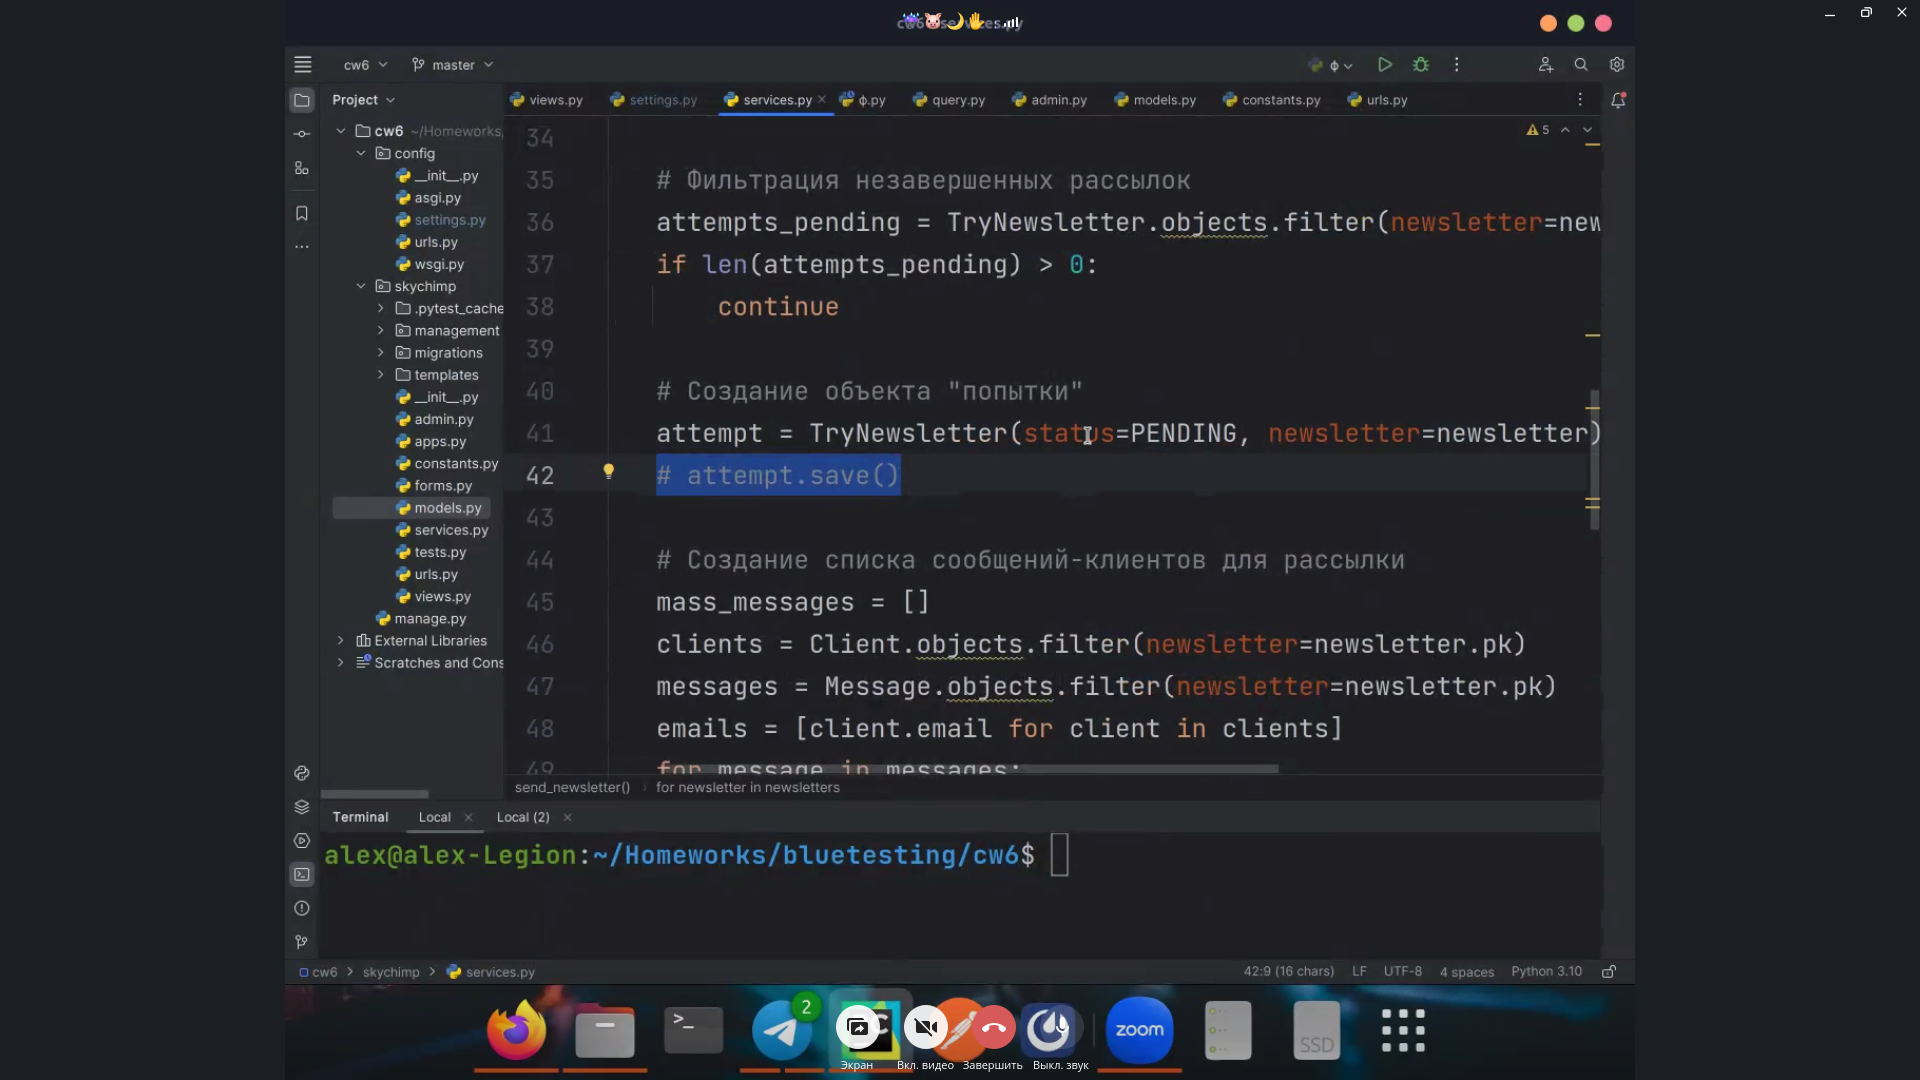 cw6
master
ф
Project
views.py
settings.py
services.py
ф.py
query.py
admin.py
models.py
constants.py
urls.py
cw6 ~/Homeworks,
config
__init__.py
asgi.py
settings.py
urls.py
wsgi.py
skychimp
.pytest_cache
management
migrations
templates
__init__.py
admin.py
apps.py
constants.py
forms.py
models.py
services.py
tests.py
urls.py
views.py
manage.py
External Libraries
Scratches and Cons
5
34
35 # Фильтрация незавершенных рассылок
36 attempts_pending = TryNewsletter.objects.filter(newsletter=new
37 if len(attempts_pending) > 0:
38 continue
39
40 # Создание объекта "попытки"
41 attempt = TryNewsletter(status=PENDING, newsletter=newsletter)
42 # attempt.save()
43
44 # Создание списка сообщений-клиентов для рассылки
45 mass_messages = []
46 clients = Client.objects.filter(newsletter=newsletter.pk)
47 messages = Message.objects.filter(newsletter=newsletter.pk)
48 emails = [client.email for client in clients]
49 for message in messages:
send_newsletter() for newsletter in newsletters
Terminal
Local
Local (2)
alex@alex-Legion:~/Homeworks/bluetesting/cw6$
cw6 > skychimp > services.py
42:9 (16 chars)
LF
UTF-8
4 spaces
Python 3.10
2
zoom
SSD
Экран
Вкл. видео
Завершить
Выкл. звук